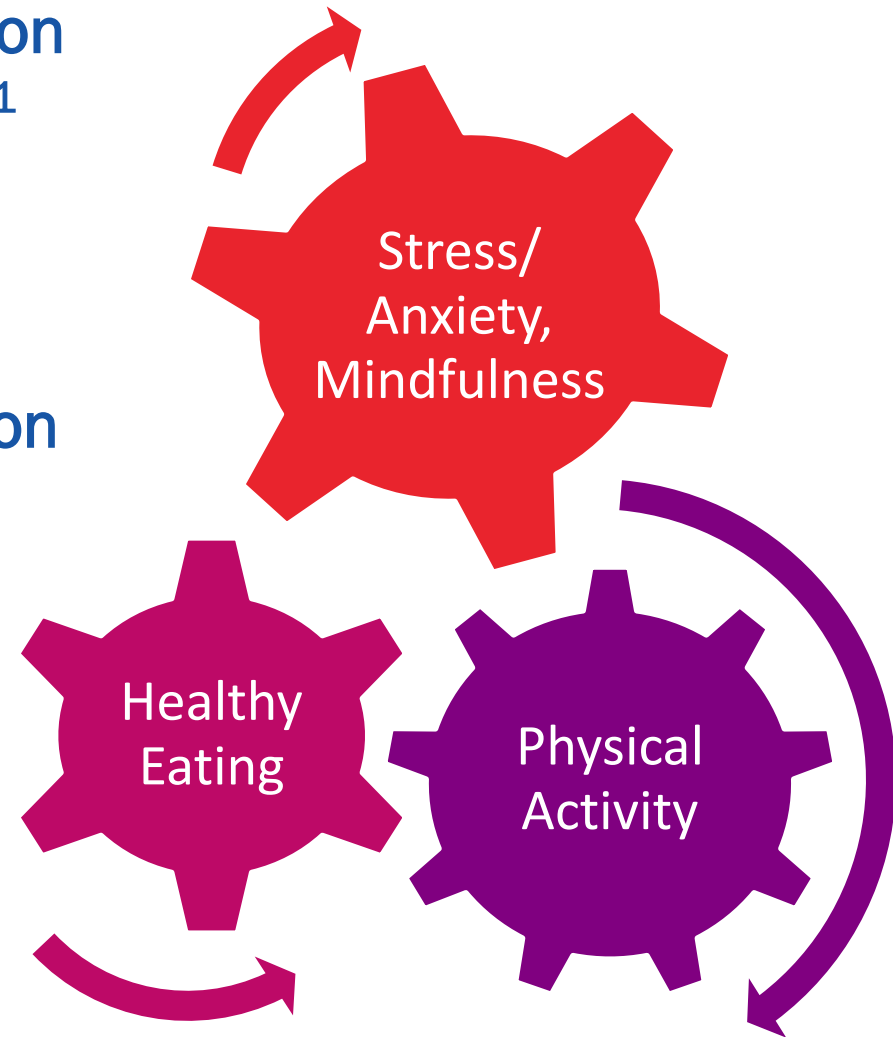 on
1
Stress/
Anxiety,
Mindfulness
on
Healthy
Eating
Physical
Activity